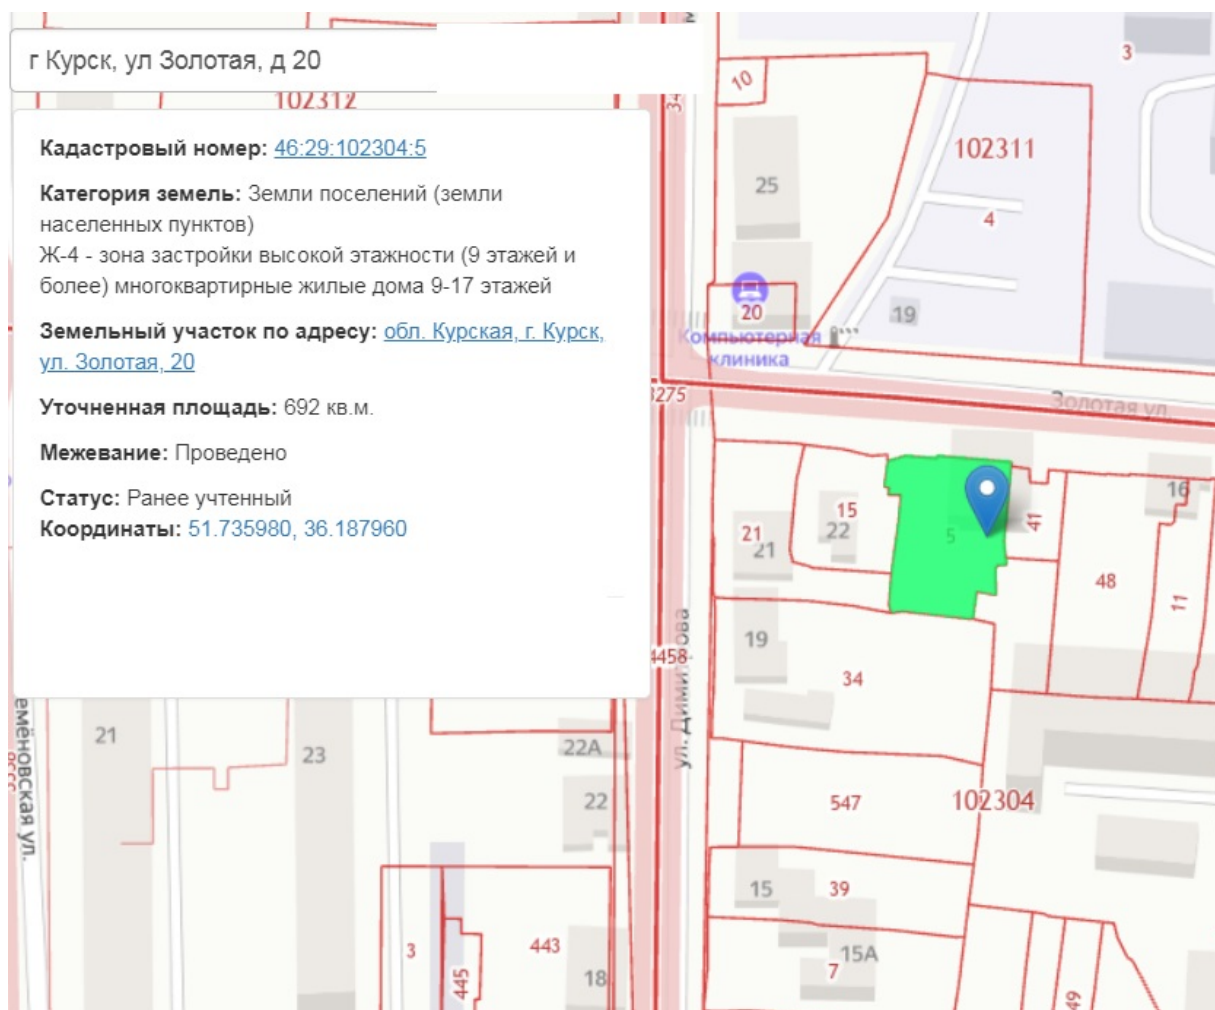 г Курск, ул Золотая, д 20
102312
Кадастровый номер: 46:29:102304:5
Категория земель: Земли поселений (земли
населенных пунктов)
Ж-4 - зона застройки высокой этажности (9 этажей и
более) многоквартирные жилые дома 9-17 этажей
Земельный участок по адресу: обл. Курская, г. Курск,
ул. Золотая, 20
Уточненная площадь: 692 кв.м.
Межевание: Проведено
Статус: Ранее учтенный
Координаты: 51.735980, 36.187960
3
10
34
102311
25
4
20
19
Компьютерная
клиника
3275
Золотая ул.
16
15
21
22
21
5
41
48
11
19
34
4458
ул. Димитрова
21
23
22А
22
547
102304
15
39
15А
7
3
445
443
18
49